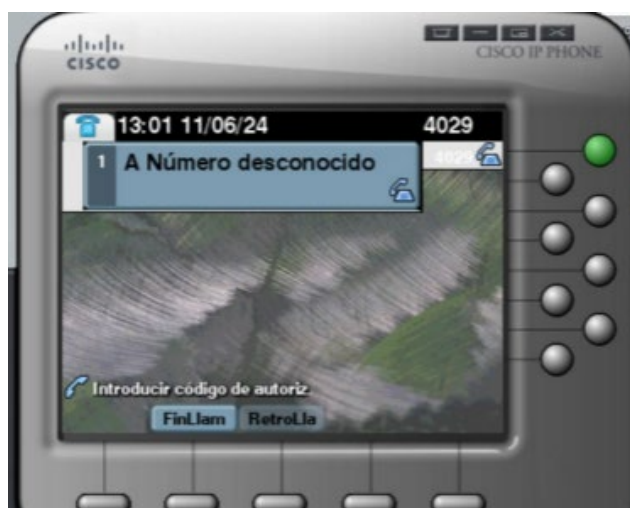 CISCO
CISCO IP PHONE
13:01 11/06/24
4029
1 A Número desconocido
4029
Introducir código de autoriz.
FinLlam
RetroLla